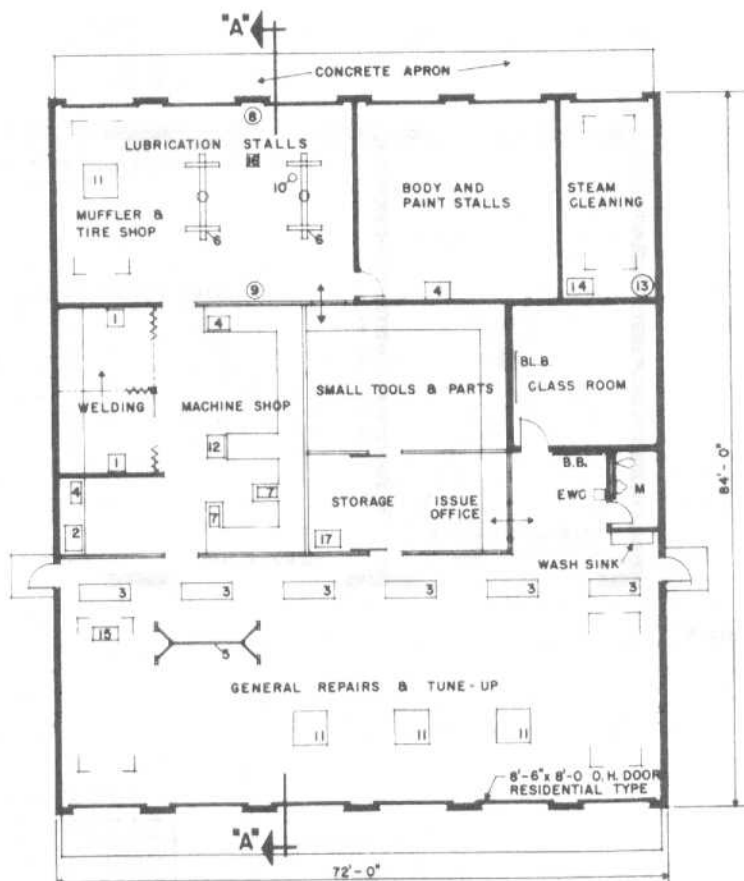 "A"
CONCRETE APRON
8
LUBRICATION STALLS
16
10
11
MUFFLER &
TIRE SHOP
6
6
BODY AND
PAINT STALLS
STEAM
CLEANING
9
4
14
13
1
4
BL.B.
CLASS ROOM
WELDING
MACHINE SHOP
SMALL TOOLS & PARTS
12
1
B.B.
4
7
7
STORAGE
ISSUE
OFFICE
EWC
M
2
17
WASH SINK
84'-0"
3
3
3
3
3
3
15
5
GENERAL REPAIRS & TUNE-UP
11
11
11
8'-6" x 8'-0 O.H. DOOR
RESIDENTIAL TYPE
"A"
72'-0"